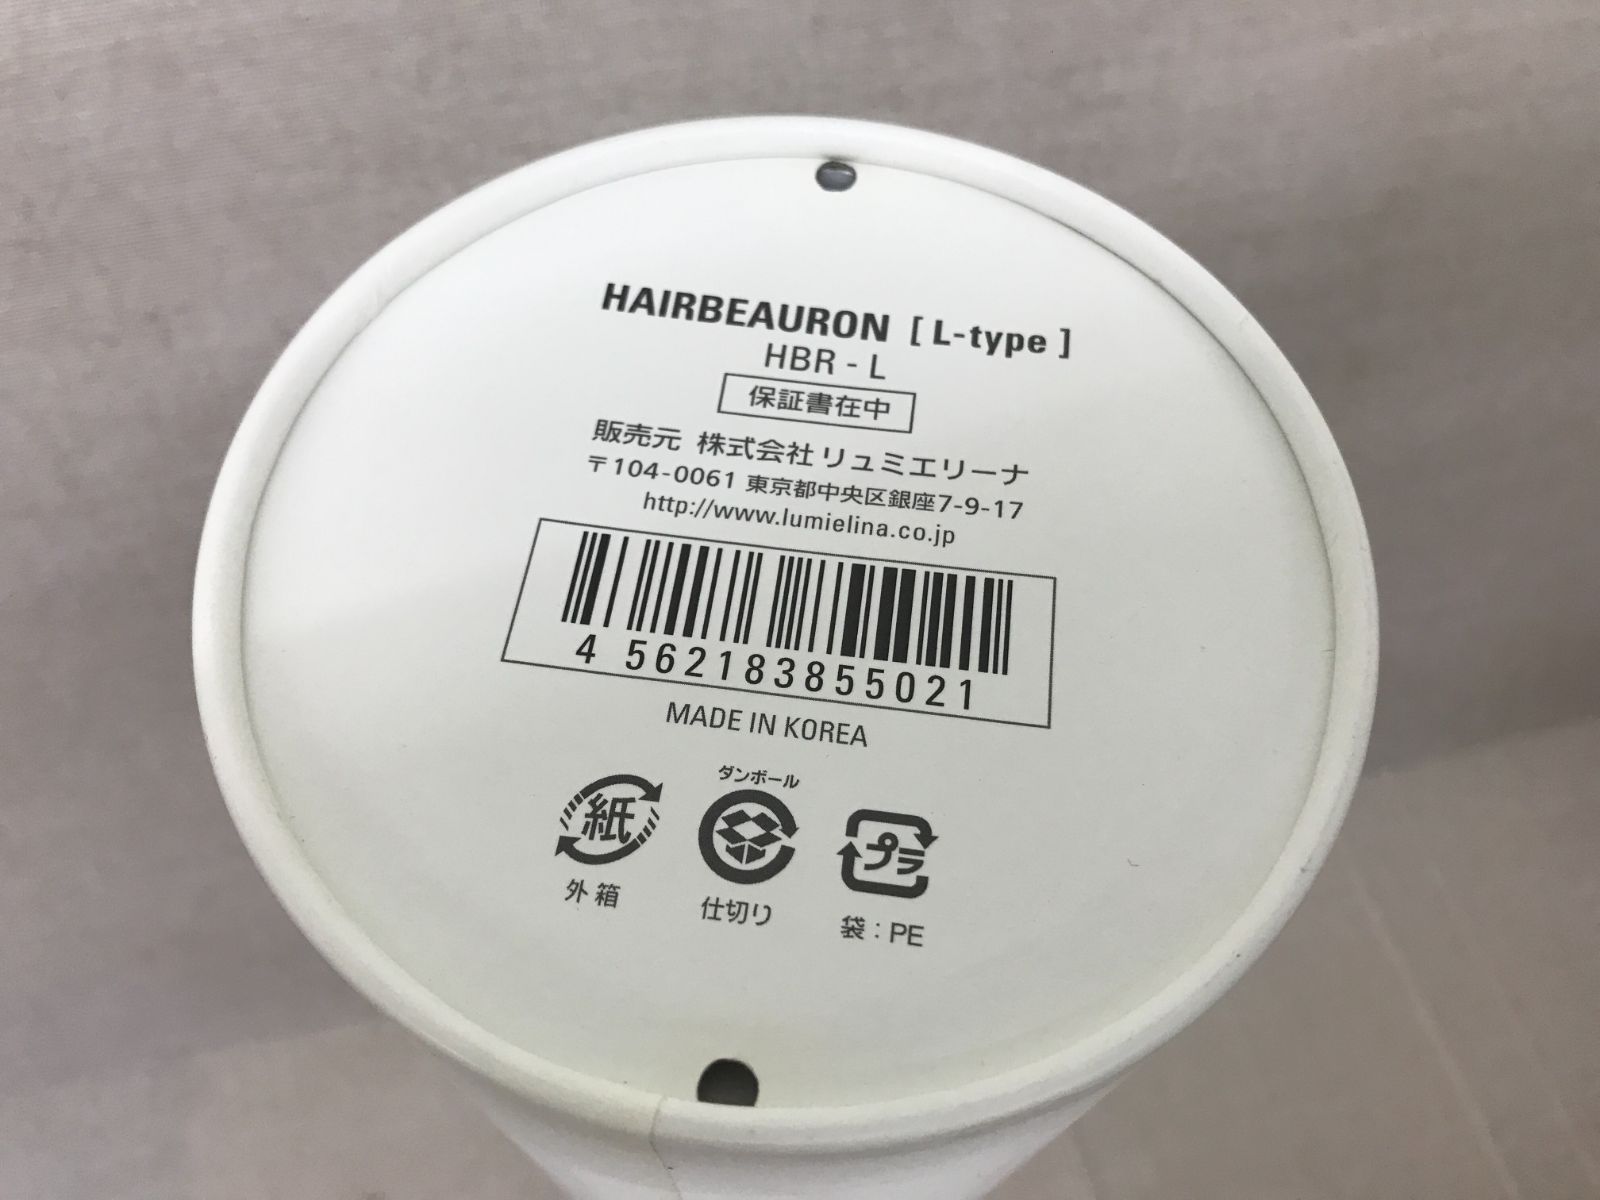 HAIRBEAURON [ L-type ]
HBR - L
保証書在中
販売元 株式会社 リュミエリーナ
〒104-0061 東京都中央区銀座7-9-17
http://www.lumielina.co.jp
4 562183855021
MADE IN KOREA
ダンボール
紙
プラ
外箱
仕切り
袋：PE